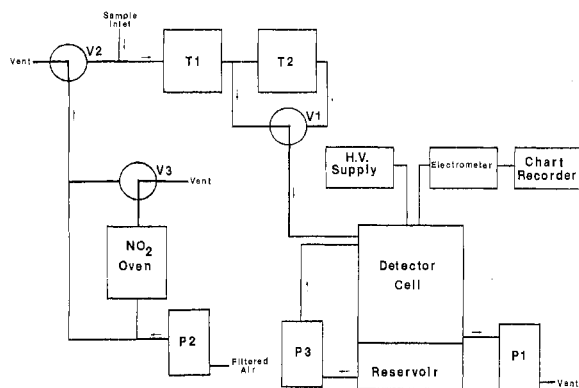 Sample
Inlet
Vent
V2
T1
T2
V1
H.V.
Supply
Electrometer
Chart
Recorder
V3
Vent
NO2
Oven
Detector
Cell
P2
Filtered
Air
P3
Reservoir
P1
Vent